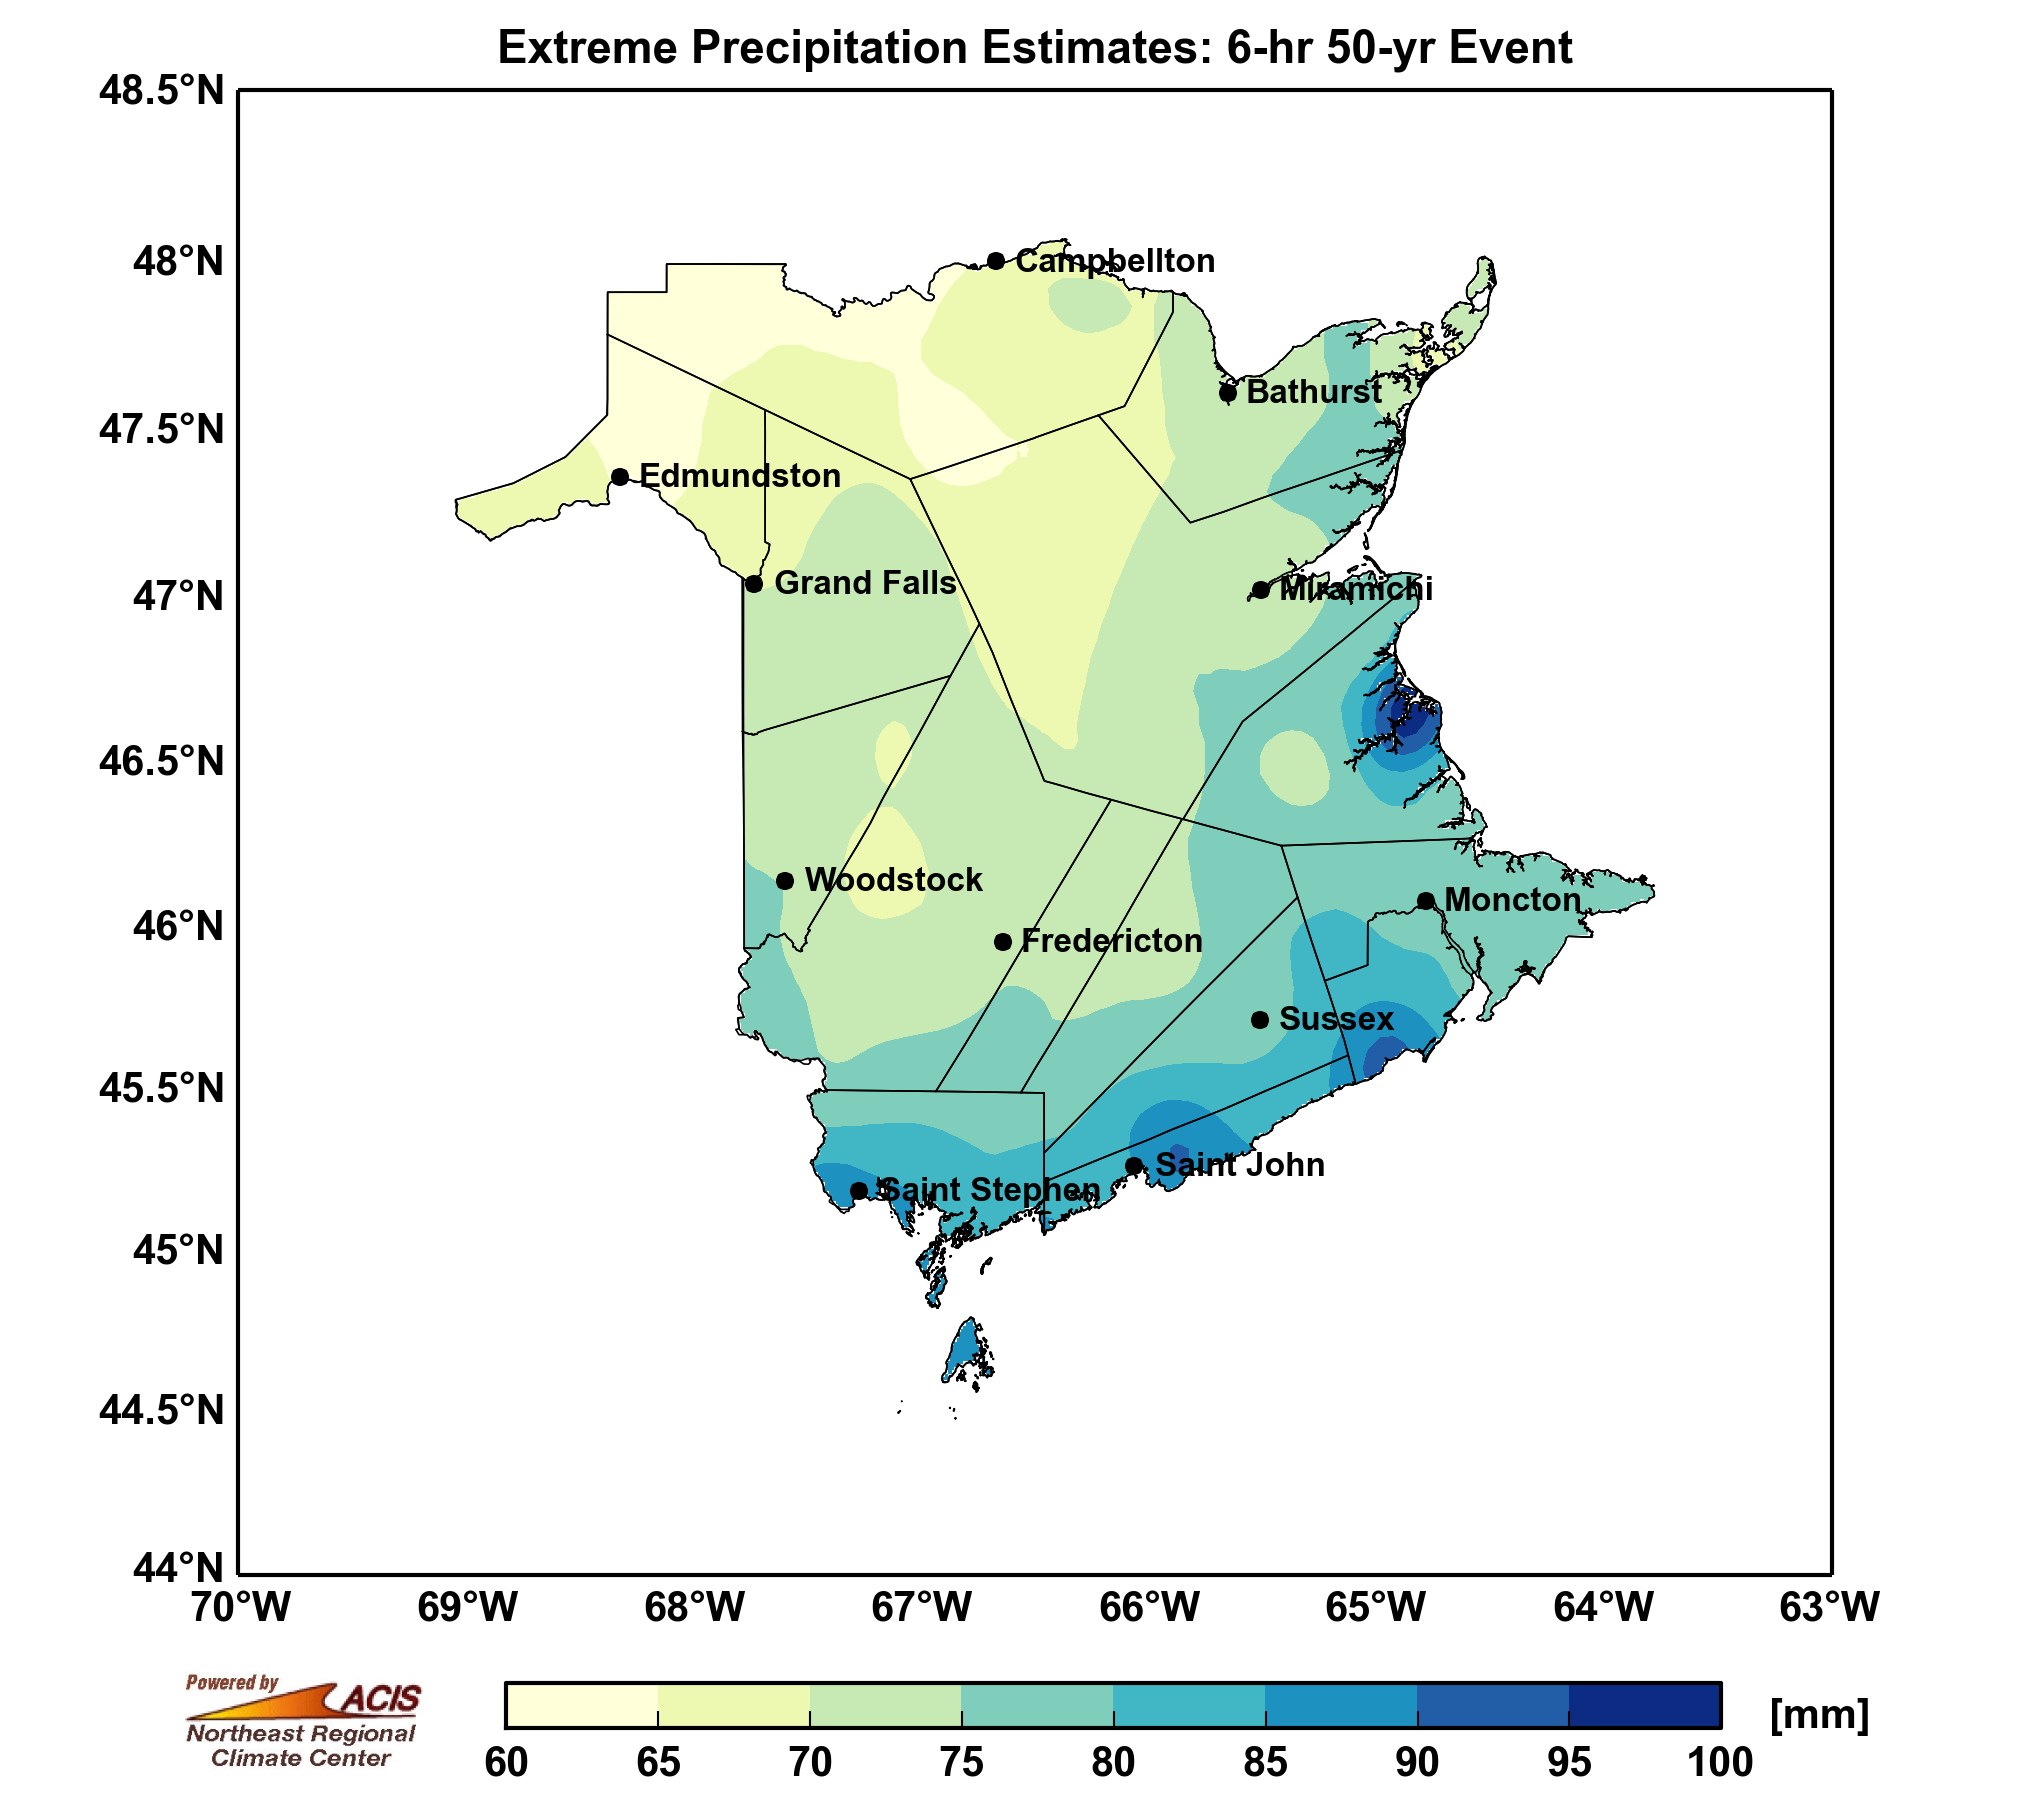 Extreme Precipitation Estimates: 6-hr 50-yr Event
48.5°N
48°N
47.5°N
47°N
46.5°N
46°N
45.5°N
45°N
44.5°N
44°N
Campbellton
Bathurst
Edmundston
Grand Falls
Miramichi
Woodstock
Moncton
Fredericton
Sussex
Saint John
Saint Stephen
70°W 69°W 68°W 67°W 66°W 65°W 64°W 63°W
Powered by
ACIS
Northeast Regional
Climate Center
[mm]
60 65 70 75 80 85 90 95 100